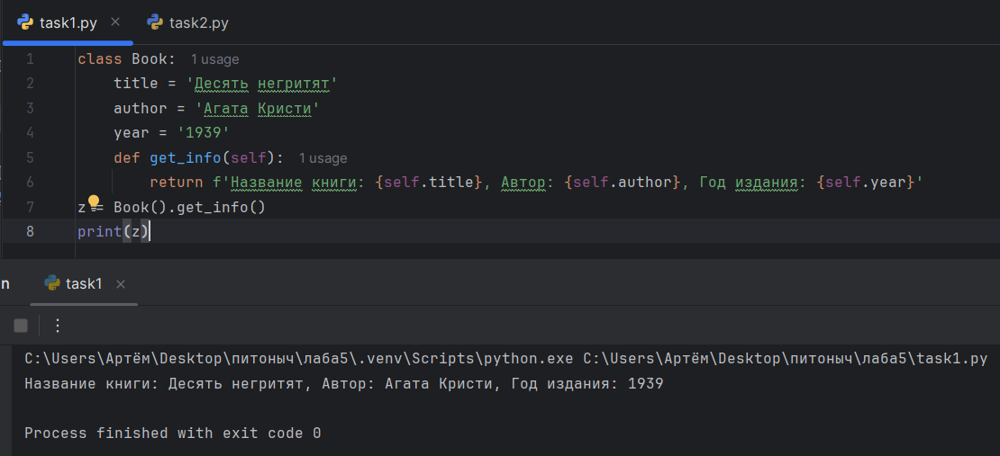 task1.py × task2.py
1 class Book: 1 usage
2 title = 'Десять негритят'
3 author = 'Агата Кристи'
4 year = '1939'
5 def get_info(self): 1 usage
6 return f'Название книги: {self.title}, Автор: {self.author}, Год издания: {self.year}'
7 z = Book().get_info()
8 print(z)
n task1 ×
C:\Users\Артём\Desktop\питоныч\лаба5\.venv\Scripts\python.exe C:\Users\Артём\Desktop\питоныч\лаба5\task1.py
Название книги: Десять негритят, Автор: Агата Кристи, Год издания: 1939
Process finished with exit code 0